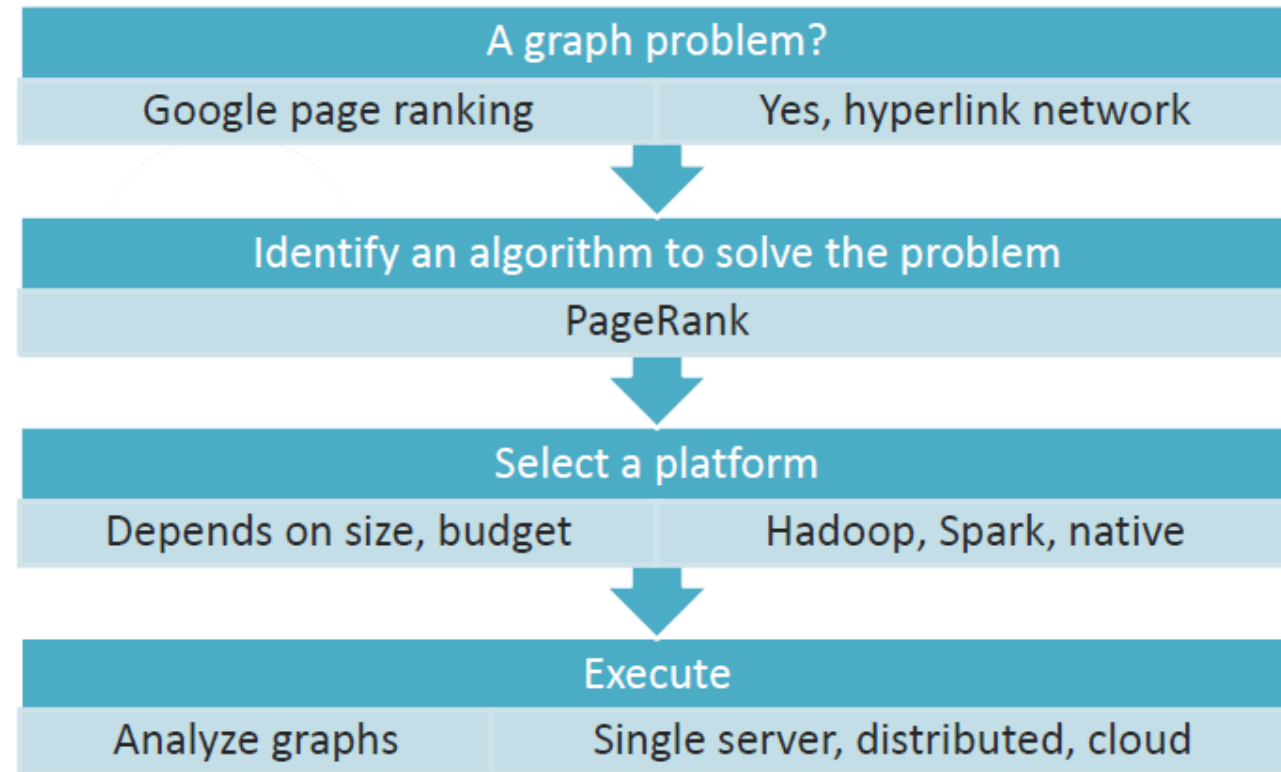 A graph problem?
Google page ranking
Yes, hyperlink network
Identify an algorithm to solve the problem
PageRank
Select a platform
Depends on size, budget
Hadoop, Spark, native
Execute
Analyze graphs
Single server, distributed, cloud